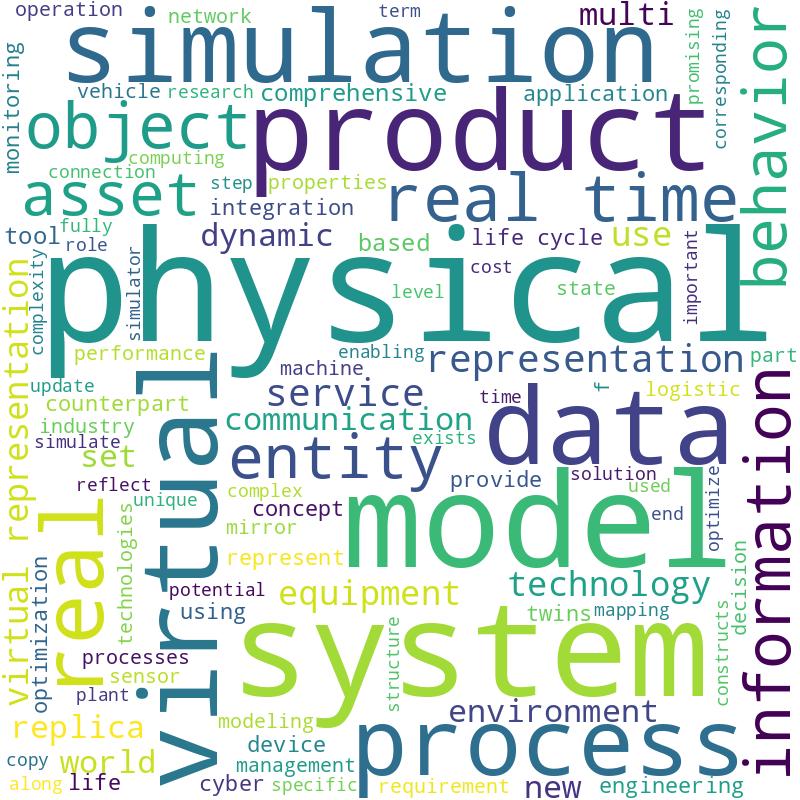 operation
network
term
multi
simulation
promising
corresponding
behavior
monitoring
vehicle
research
comprehensive
application
object
product
computing
connection
asset
step
properties
real time
integration
fully
tool
role
dynamic
based
life cycle
use
cost
important
physical
complexity
simulator
level
state
virtual representation
performance
enabling
representation
part
machine
update
service
time
f
logistic
counterpart
communication
data
industry
simulate
exists
set
entity
virtual
information
reflect
unique
complex
provide
solution
used
optimize
concept
end
mirror
model
real
technologies
represent
optimization
potential
equipment
technology
decision
using
twins
mapping
constructs
structure
system
processes
sensor
plant
replica
modeling
environment
process
device
copy
world
management
along
life
cyber
specific
requirement
new
engineering